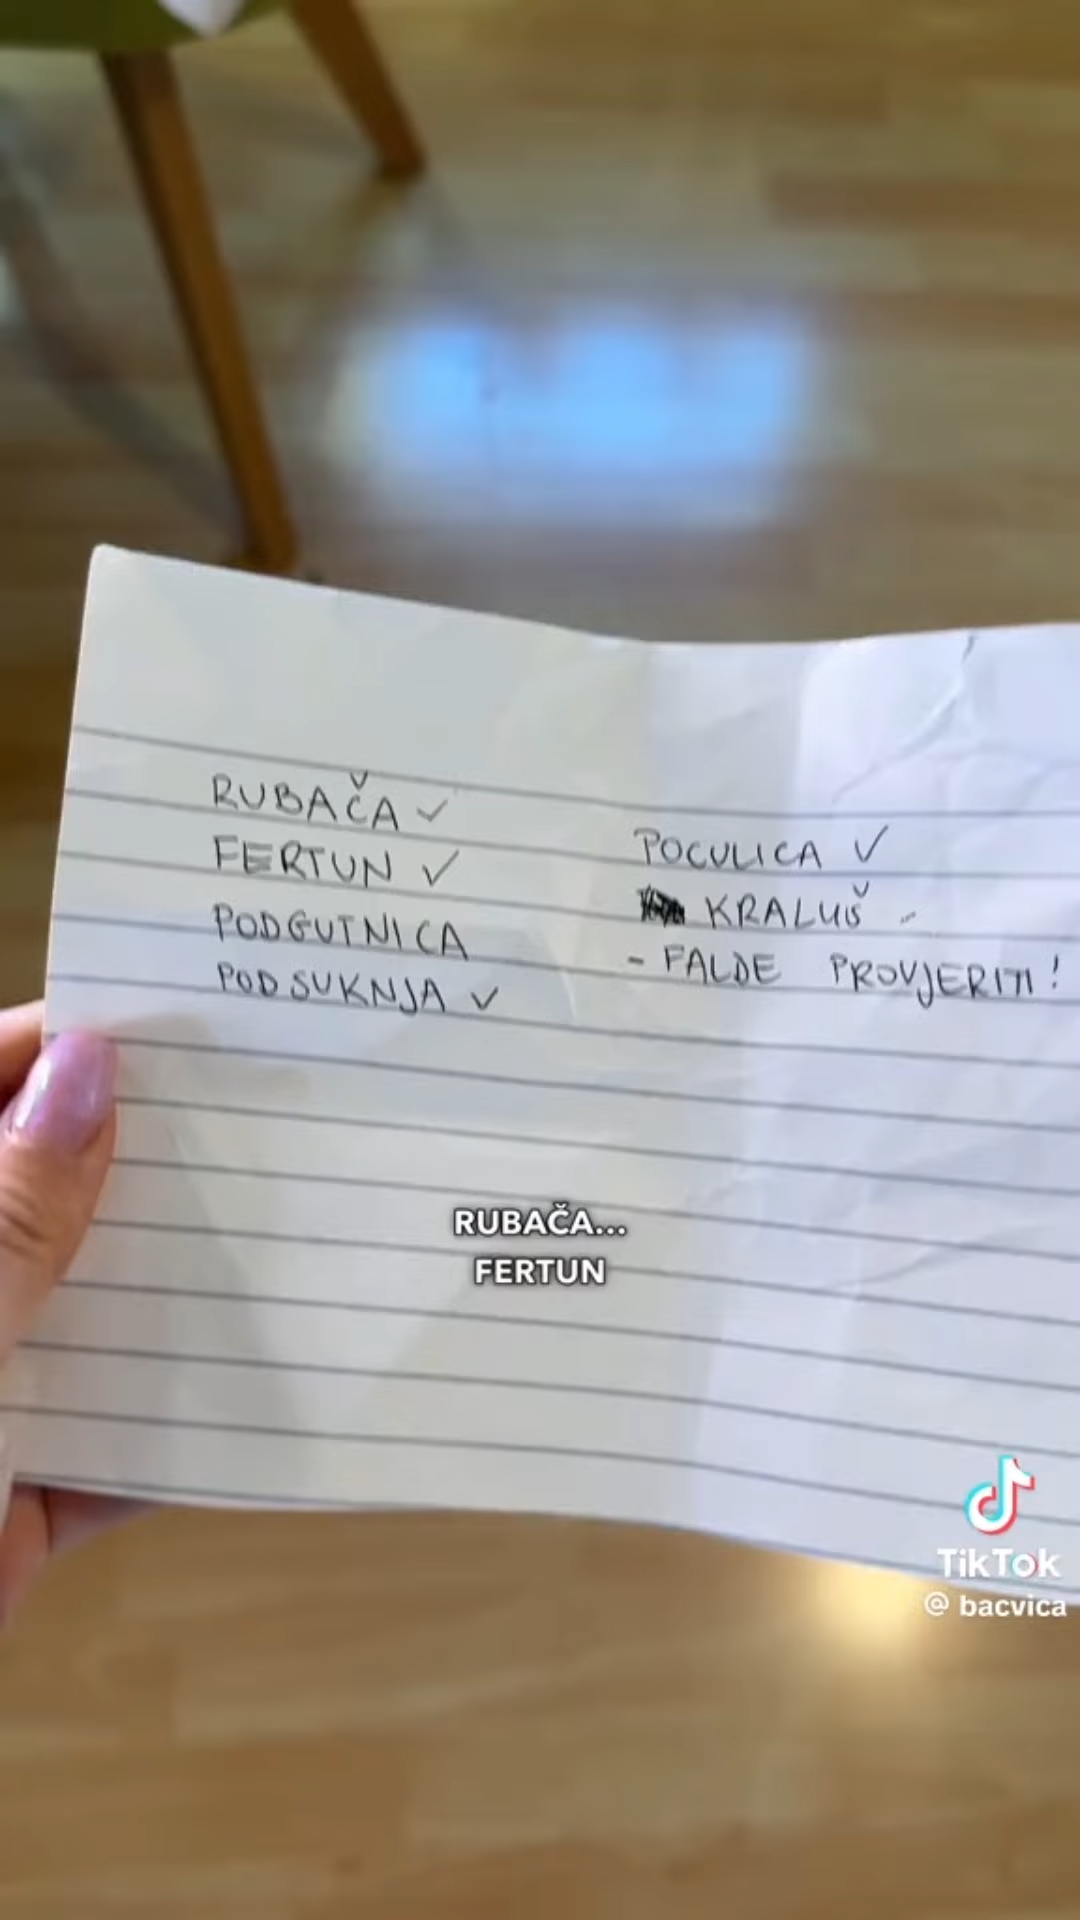 RUBAČA ✓
FERTUN ✓
PODGUTNICA
PODSUKNJA ✓
POCULICA ✓
KRALUŠ -
- FALDE PROVJERITI!
RUBAČA...
FERTUN
TikTok
@ bacvica